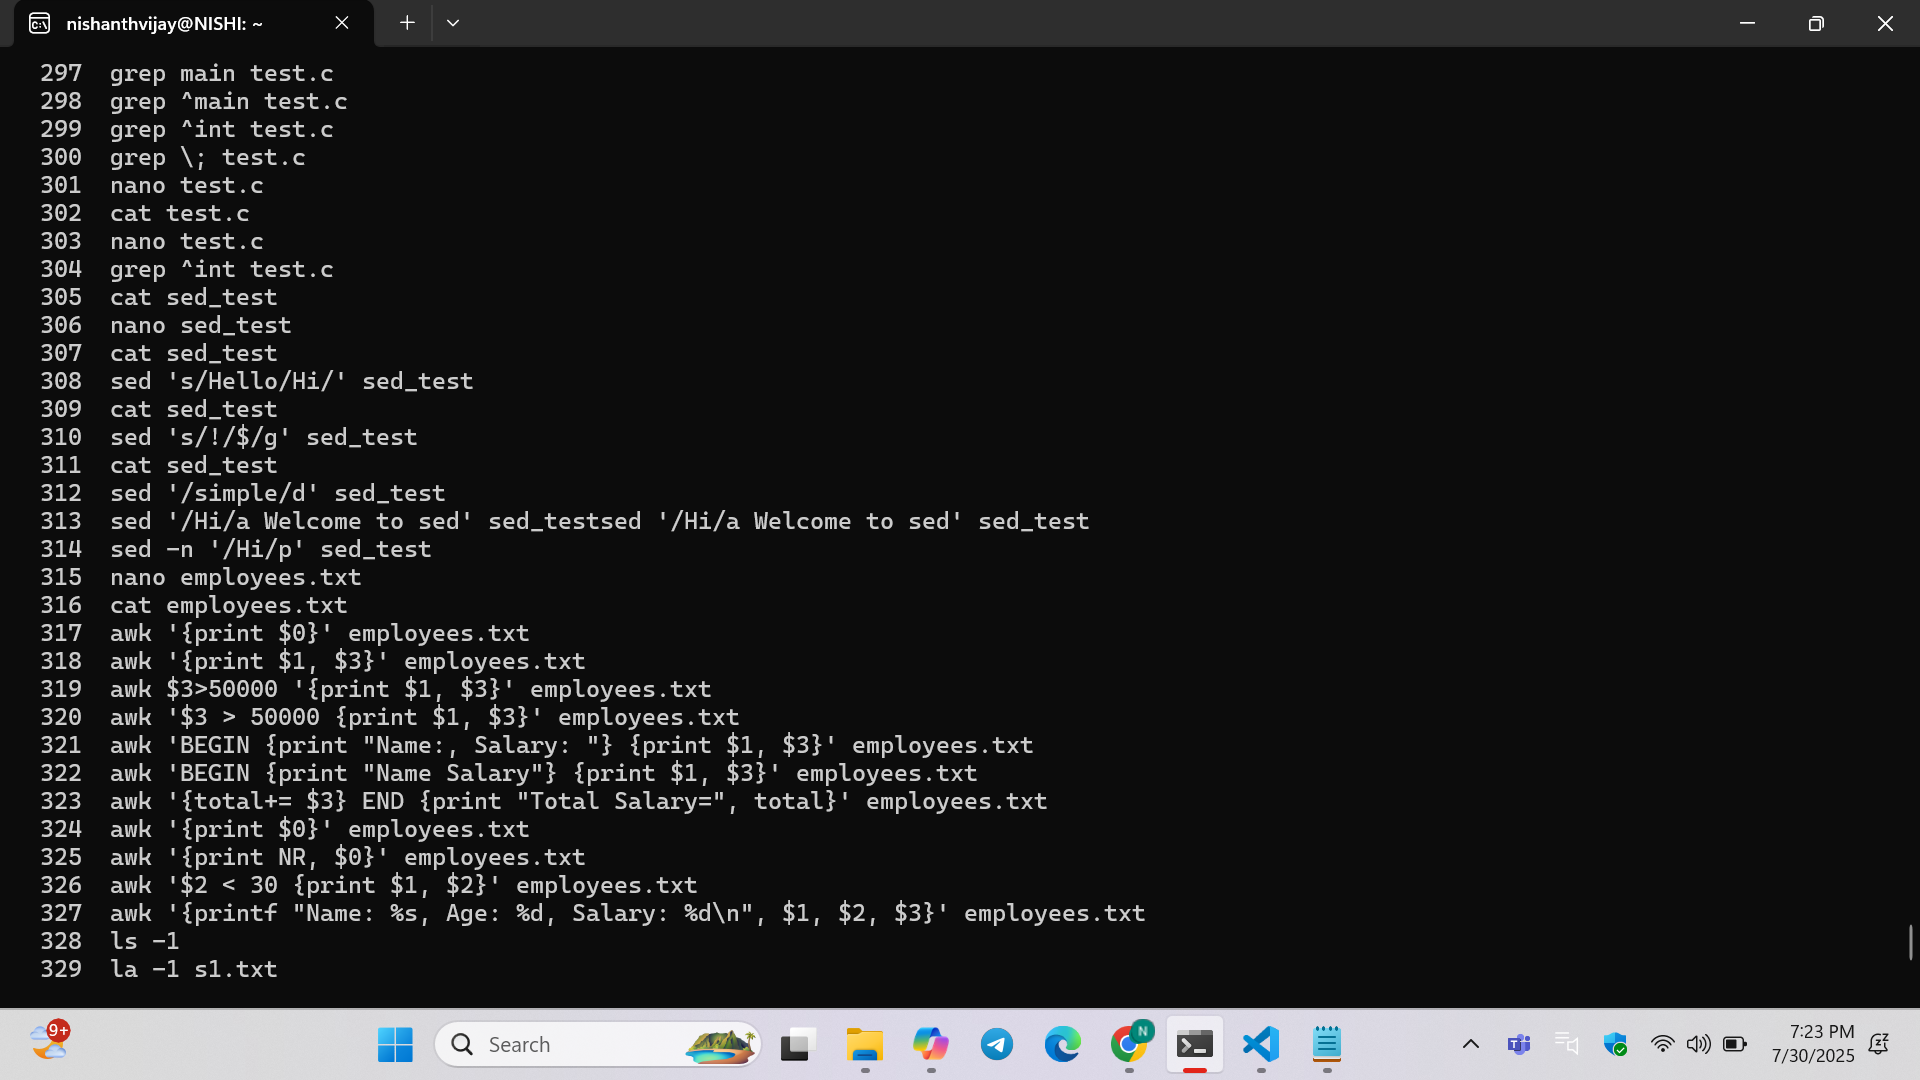 nishanthvijay@NISHI: ~
297 grep main test.c
298 grep ^main test.c
299 grep ^int test.c
300 grep \; test.c
301 nano test.c
302 cat test.c
303 nano test.c
304 grep ^int test.c
305 cat sed_test
306 nano sed_test
307 cat sed_test
308 sed 's/Hello/Hi/' sed_test
309 cat sed_test
310 sed 's/!/$/g' sed_test
311 cat sed_test
312 sed '/simple/d' sed_test
313 sed '/Hi/a Welcome to sed' sed_testsed '/Hi/a Welcome to sed' sed_test
314 sed -n '/Hi/p' sed_test
315 nano employees.txt
316 cat employees.txt
317 awk '{print $0}' employees.txt
318 awk '{print $1, $3}' employees.txt
319 awk $3>50000 '{print $1, $3}' employees.txt
320 awk '$3 > 50000 {print $1, $3}' employees.txt
321 awk 'BEGIN {print "Name:, Salary: "} {print $1, $3}' employees.txt
322 awk 'BEGIN {print "Name Salary"} {print $1, $3}' employees.txt
323 awk '{total+= $3} END {print "Total Salary=", total}' employees.txt
324 awk '{print $0}' employees.txt
325 awk '{print NR, $0}' employees.txt
326 awk '$2 < 30 {print $1, $2}' employees.txt
327 awk '{printf "Name: %s, Age: %d, Salary: %d\n", $1, $2, $3}' employees.txt
328 ls -1
329 la -1 s1.txt
9+
Search
N
7:23 PM
7/30/2025